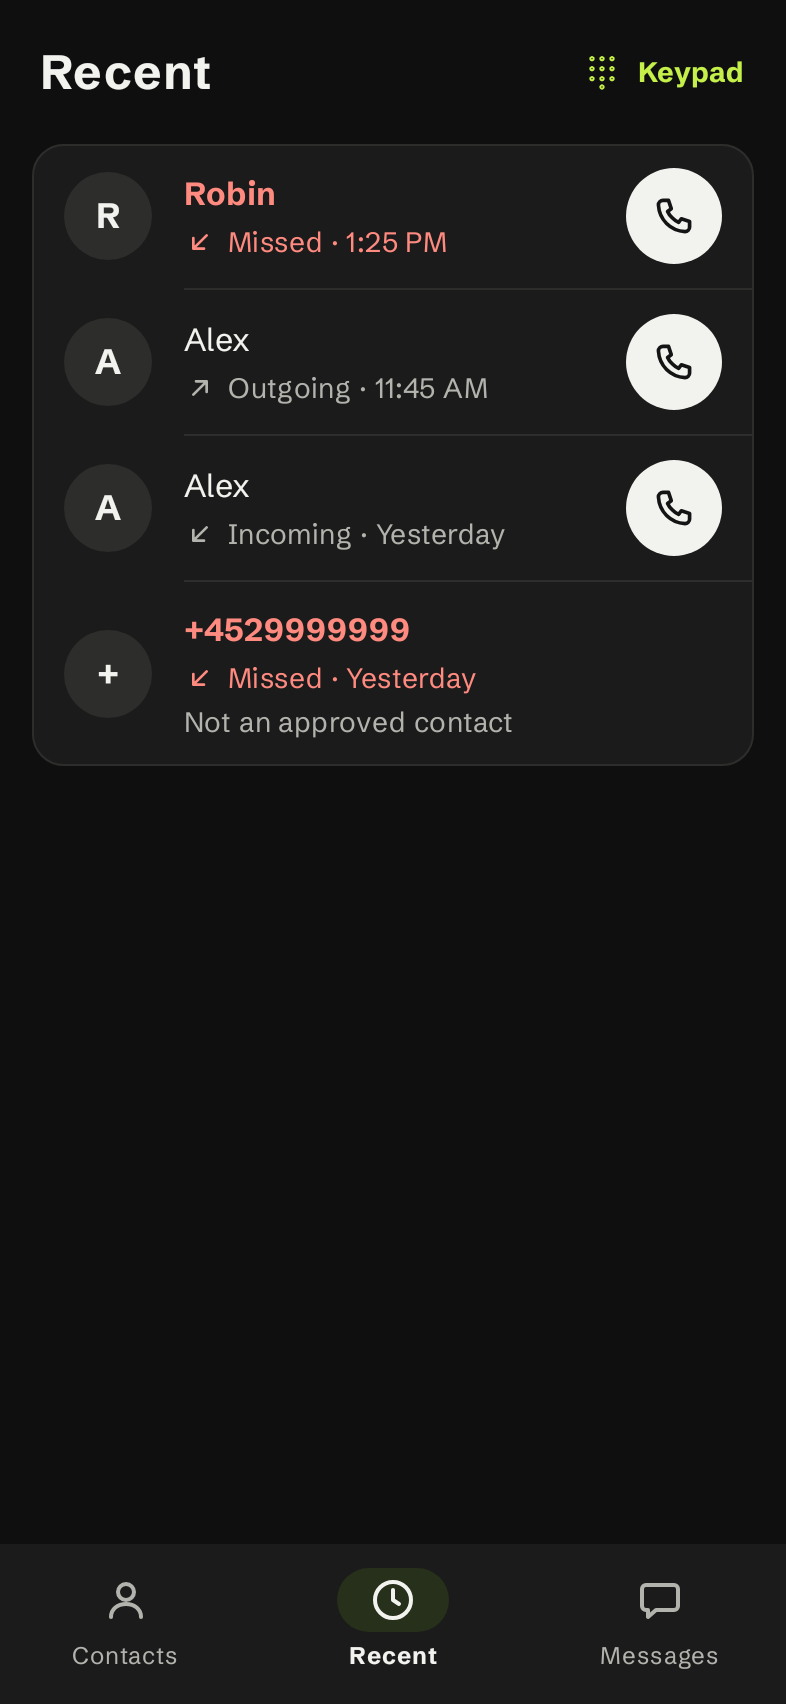 Recent
Keypad
R
Robin
Missed · 1:25 PM
A
Alex
Outgoing · 11:45 AM
A
Alex
Incoming · Yesterday
+
+4529999999
Missed · Yesterday
Not an approved contact
Contacts
Recent
Messages